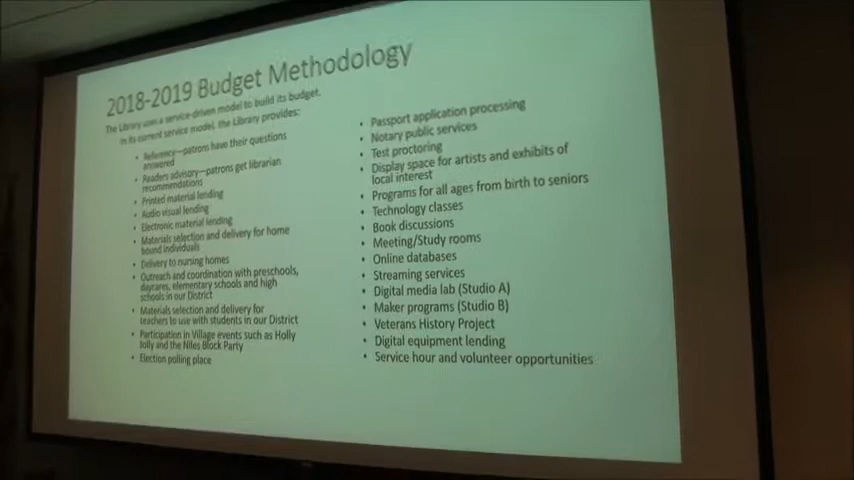 2018-2019 Budget Methodology
The Library uses a service-driven model to build its budget.
In its current service model, the Library provides:
• Reference—patrons have their questions
answered
• Readers advisory—patrons get librarian
recommendations
• Printed material lending
• Audio visual lending
• Electronic material lending
• Materials selection and delivery for home
bound individuals
• Delivery to nursing homes
• Outreach and coordination with preschools,
daycares, elementary schools and high
schools in our District
• Materials selection and delivery for
teachers to use with students in our District
• Participation in Village events such as Holly
Jolly and the Niles Block Party
• Election polling place
• Passport application processing
• Notary public services
• Test proctoring
• Display space for artists and exhibits of
local interest
• Programs for all ages from birth to seniors
• Technology classes
• Book discussions
• Meeting/Study rooms
• Online databases
• Streaming services
• Digital media lab (Studio A)
• Maker programs (Studio B)
• Veterans History Project
• Digital equipment lending
• Service hour and volunteer opportunities